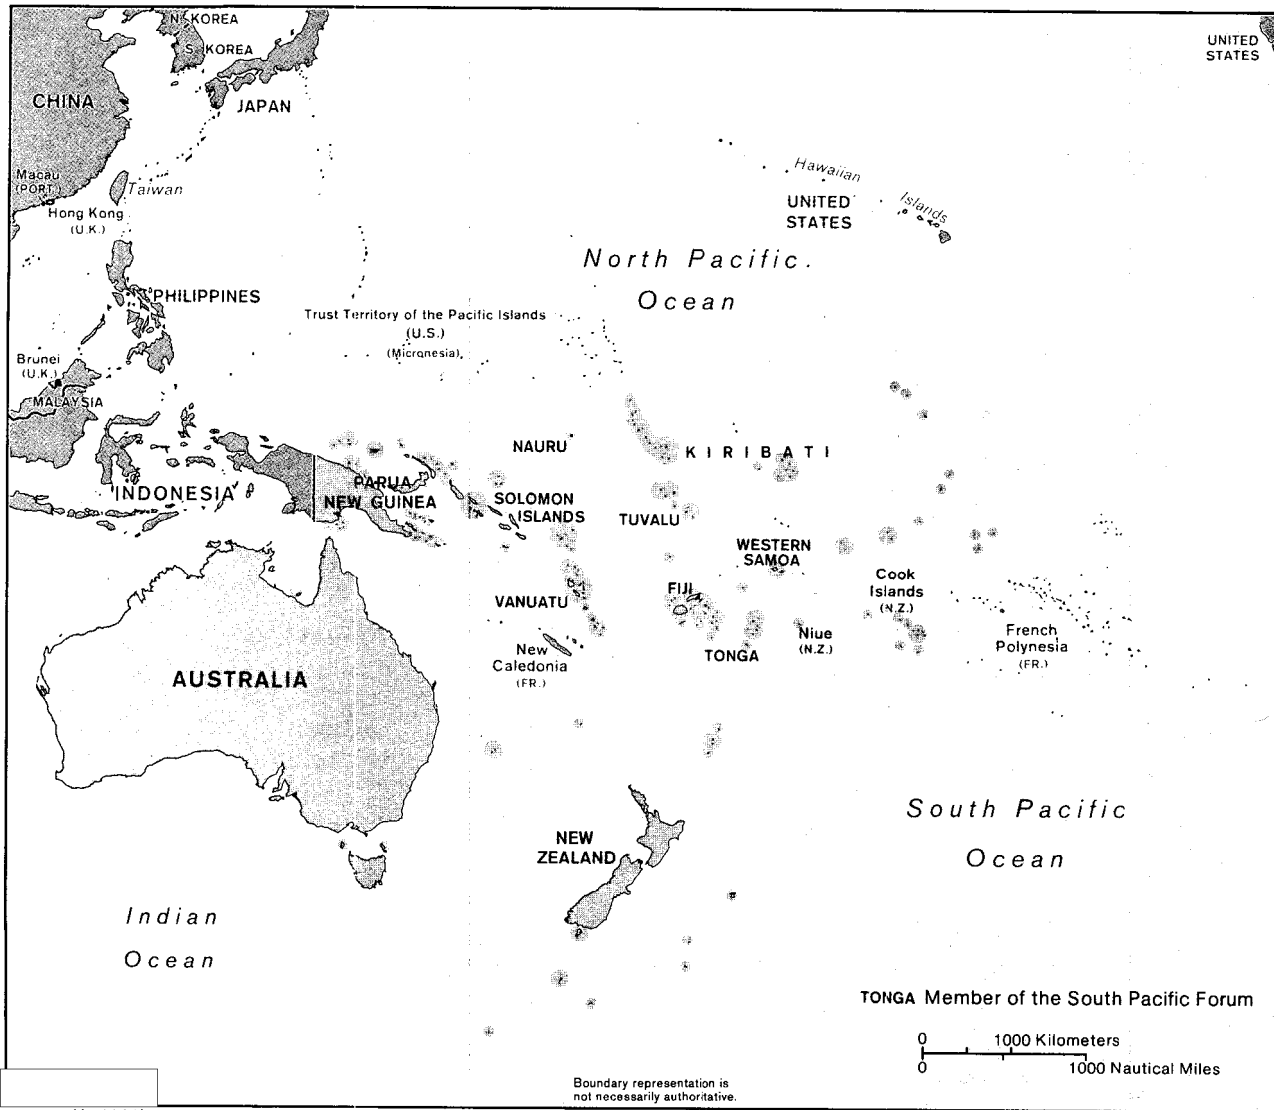 N. KOREA
S. KOREA
UNITED
STATES
CHINA
JAPAN
Macau
(PORT.)
Taiwan
Hong Kong
(U.K.)
Hawaiian
Islands
UNITED
STATES
North Pacific
Ocean
PHILIPPINES
Trust Territory of the Pacific Islands
(U.S.)
(Micronesia)
Brunei
(U.K.)
MALAYSIA
NAURU
KIRIBATI
INDONESIA
PAPUA
NEW GUINEA
SOLOMON
ISLANDS
TUVALU
WESTERN
SAMOA
Cook
Islands
(N.Z.)
FIJI
VANUATU
New
Caledonia
(FR.)
TONGA
Niue
(N.Z.)
French
Polynesia
(FR.)
AUSTRALIA
South Pacific
Ocean
NEW
ZEALAND
Indian
Ocean
TONGA Member of the South Pacific Forum
0 1000 Kilometers
0 1000 Nautical Miles
Boundary representation is
not necessarily authoritative.